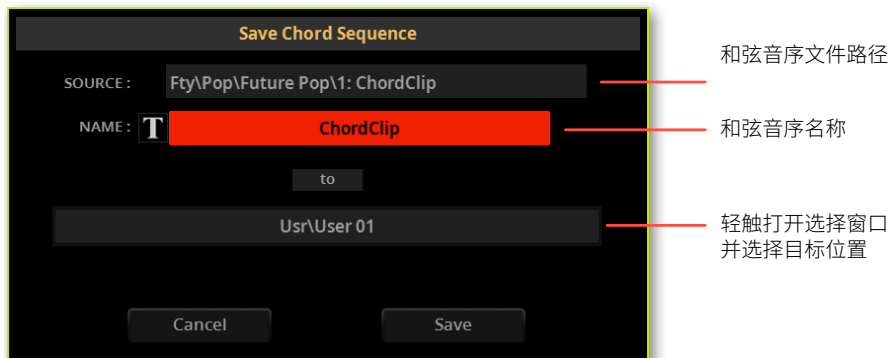 Save Chord Sequence
SOURCE :
Fty\Pop\Future Pop\1: ChordClip
和弦音序文件路径
NAME :
T
ChordClip
和弦音序名称
to
Usr\User 01
轻触打开选择窗口
并选择目标位置
Cancel
Save